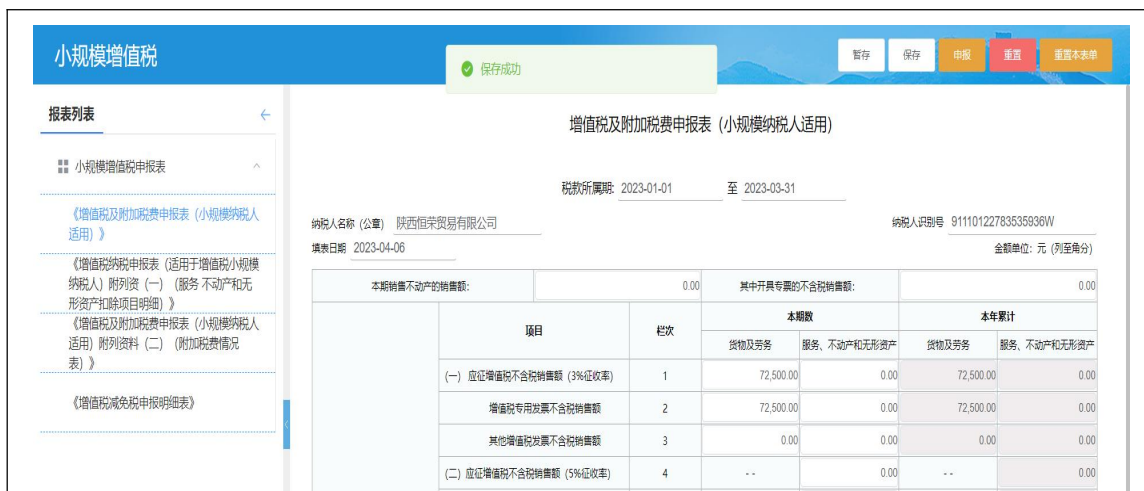 小规模增值税
保存成功
暂存 保存 申报 重置 重置本表单
报表列表
小规模增值税申报表
《增值税及附加税费申报表（小规模纳税人
适用）》
《增值税纳税申报表（适用于增值税小规模
纳税人）附列资（一）（服务 不动产和无
形资产扣除项目明细）》
《增值税及附加税费申报表（小规模纳税人
适用）附列资料（二）（附加税费情况
表）》
《增值税减免税申报明细表》
增值税及附加税费申报表（小规模纳税人适用）
税款所属期: 2023-01-01 至 2023-03-31
纳税人名称（公章） 陕西恒荣贸易有限公司 纳税人识别号 91110122783535936W
填表日期 2023-04-06 金额单位：元（列至角分）
本期销售不动产的销售额： 0.00 其中开具专票的不含税销售额： 0.00
项目 栏次 本期数 本年累计
货物及劳务 服务、不动产和无形资产 货物及劳务 服务、不动产和无形资产
(一) 应征增值税不含税销售额（3%征收率） 1 72,500.00 0.00 72,500.00 0.00
增值税专用发票不含税销售额 2 72,500.00 0.00 72,500.00 0.00
其他增值税发票不含税销售额 3 0.00 0.00 0.00 0.00
(二) 应征增值税不含税销售额（5%征收率） 4 -- 0.00 -- 0.00